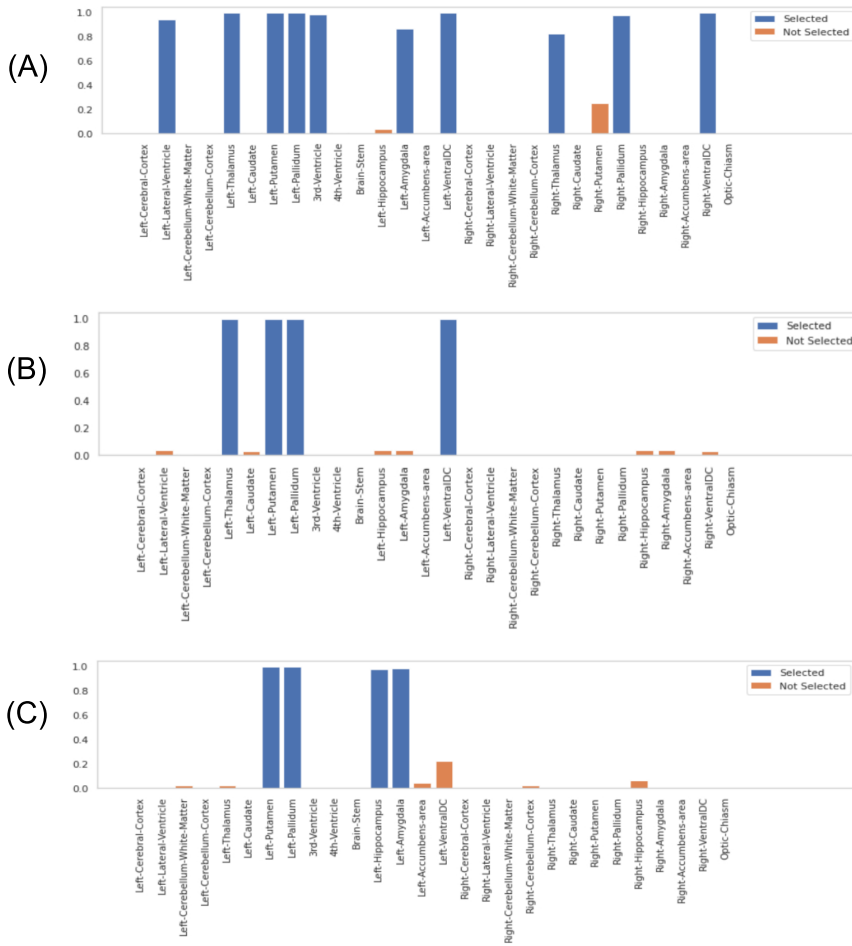 (A)
1.0
0.8
0.6
0.4
0.2
0.0
Selected
Not Selected
Left-Cerebral-Cortex
Left-Lateral-Ventricle
Left-Cerebellum-White-Matter
Left-Cerebellum-Cortex
Left-Thalamus
Left-Caudate
Left-Putamen
Left-Pallidum
3rd-Ventricle
4th-Ventricle
Brain-Stem
Left-Hippocampus
Left-Amygdala
Left-Accumbens-area
Left-VentralDC
Right-Cerebral-Cortex
Right-Lateral-Ventricle
Right-Cerebellum-White-Matter
Right-Cerebellum-Cortex
Right-Thalamus
Right-Caudate
Right-Putamen
Right-Pallidum
Right-Hippocampus
Right-Amygdala
Right-Accumbens-area
Right-VentralDC
Optic-Chiasm
(B)
1.0
0.8
0.6
0.4
0.2
0.0
Selected
Not Selected
Left-Cerebral-Cortex
Left-Lateral-Ventricle
Left-Cerebellum-White-Matter
Left-Cerebellum-Cortex
Left-Thalamus
Left-Caudate
Left-Putamen
Left-Pallidum
3rd-Ventricle
4th-Ventricle
Brain-Stem
Left-Hippocampus
Left-Amygdala
Left-Accumbens-area
Left-VentralDC
Right-Cerebral-Cortex
Right-Lateral-Ventricle
Right-Cerebellum-White-Matter
Right-Cerebellum-Cortex
Right-Thalamus
Right-Caudate
Right-Putamen
Right-Pallidum
Right-Hippocampus
Right-Amygdala
Right-Accumbens-area
Right-VentralDC
Optic-Chiasm
(C)
1.0
0.8
0.6
0.4
0.2
0.0
Selected
Not Selected
Left-Cerebral-Cortex
Left-Lateral-Ventricle
Left-Cerebellum-White-Matter
Left-Cerebellum-Cortex
Left-Thalamus
Left-Caudate
Left-Putamen
Left-Pallidum
3rd-Ventricle
4th-Ventricle
Brain-Stem
Left-Hippocampus
Left-Amygdala
Left-Accumbens-area
Left-VentralDC
Right-Cerebral-Cortex
Right-Lateral-Ventricle
Right-Cerebellum-White-Matter
Right-Cerebellum-Cortex
Right-Thalamus
Right-Caudate
Right-Putamen
Right-Pallidum
Right-Hippocampus
Right-Amygdala
Right-Accumbens-area
Right-VentralDC
Optic-Chiasm